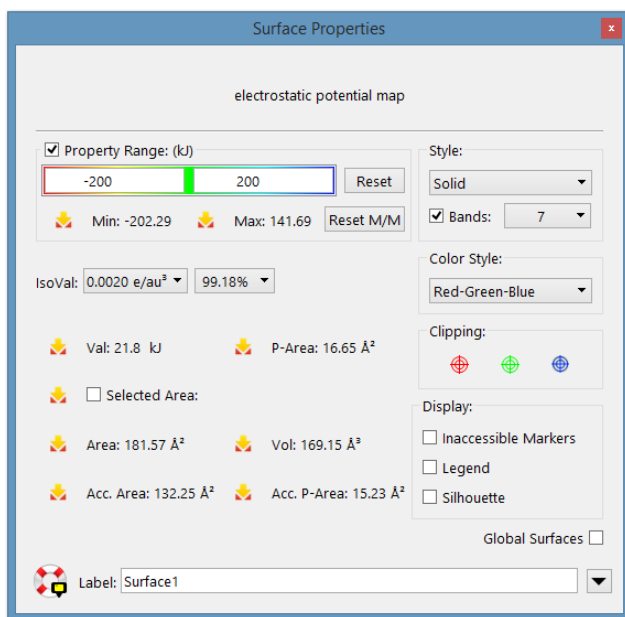 Surface Properties
x
electrostatic potential map
Property Range: (kJ)
-200 200 Reset
Min: -202.29 Max: 141.69 Reset M/M
Style:
Solid
Bands: 7
IsoVal: 0.0020 e/au³ 99.18%
Color Style:
Red-Green-Blue
Val: 21.8 kJ P-Area: 16.65 Å²
Clipping:
Selected Area:
Area: 181.57 Å² Vol: 169.15 Å³
Acc. Area: 132.25 Å² Acc. P-Area: 15.23 Å²
Display:
Inaccessible Markers
Legend
Silhouette
Global Surfaces
Label: Surface1